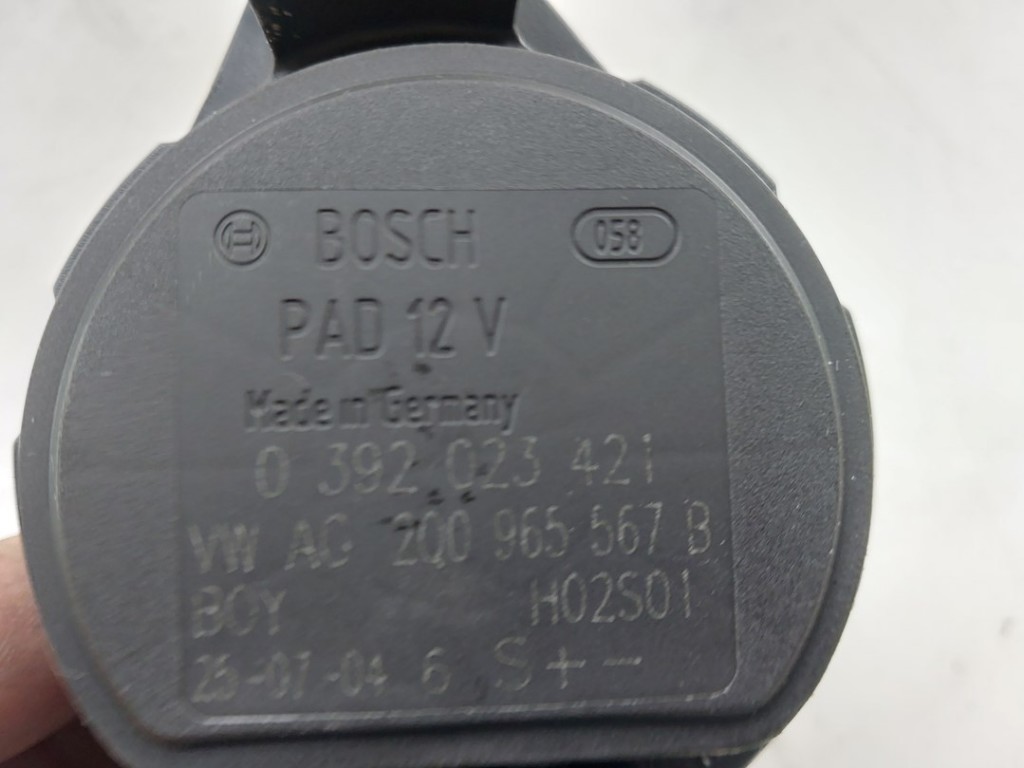 BOSCH 058
PAD 12 V
Made in Germany
0 392 023 421
VW AG 2Q0 965 567 B
BOY H02S01
25-07-04 6 S + -